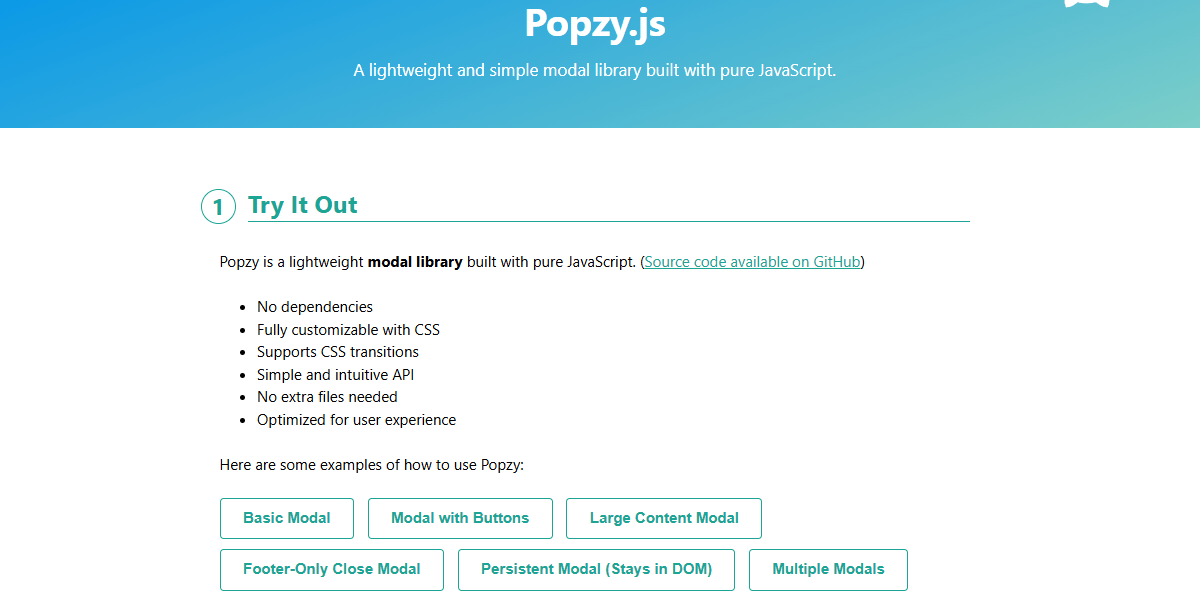 Popzy.js
A lightweight and simple modal library built with pure JavaScript.
1 Try It Out
Popzy is a lightweight modal library built with pure JavaScript. (Source code available on GitHub)
No dependencies
Fully customizable with CSS
Supports CSS transitions
Simple and intuitive API
No extra files needed
Optimized for user experience
Here are some examples of how to use Popzy:
Basic Modal Modal with Buttons Large Content Modal
Footer-Only Close Modal Persistent Modal (Stays in DOM) Multiple Modals